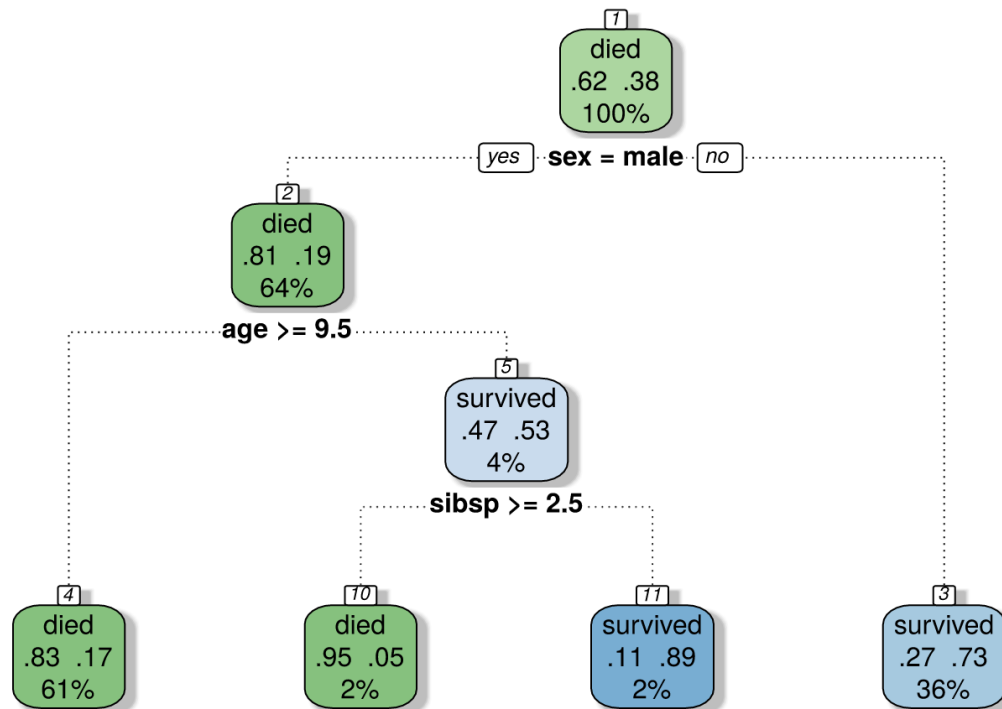 1
died
.62 .38
100%
yes sex = male no
2
died
.81 .19
64%
age >= 9.5
5
survived
.47 .53
4%
sibsp >= 2.5
4
died
.83 .17
61%
10
died
.95 .05
2%
11
survived
.11 .89
2%
3
survived
.27 .73
36%